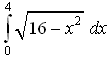 ∫₀⁴ √(16 − x²) dx